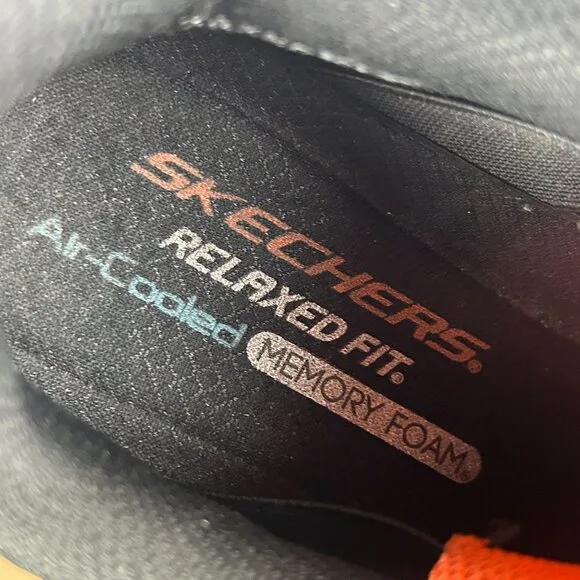 SKECHERS®
RELAXED FIT®
Air-Cooled
MEMORY FOAM